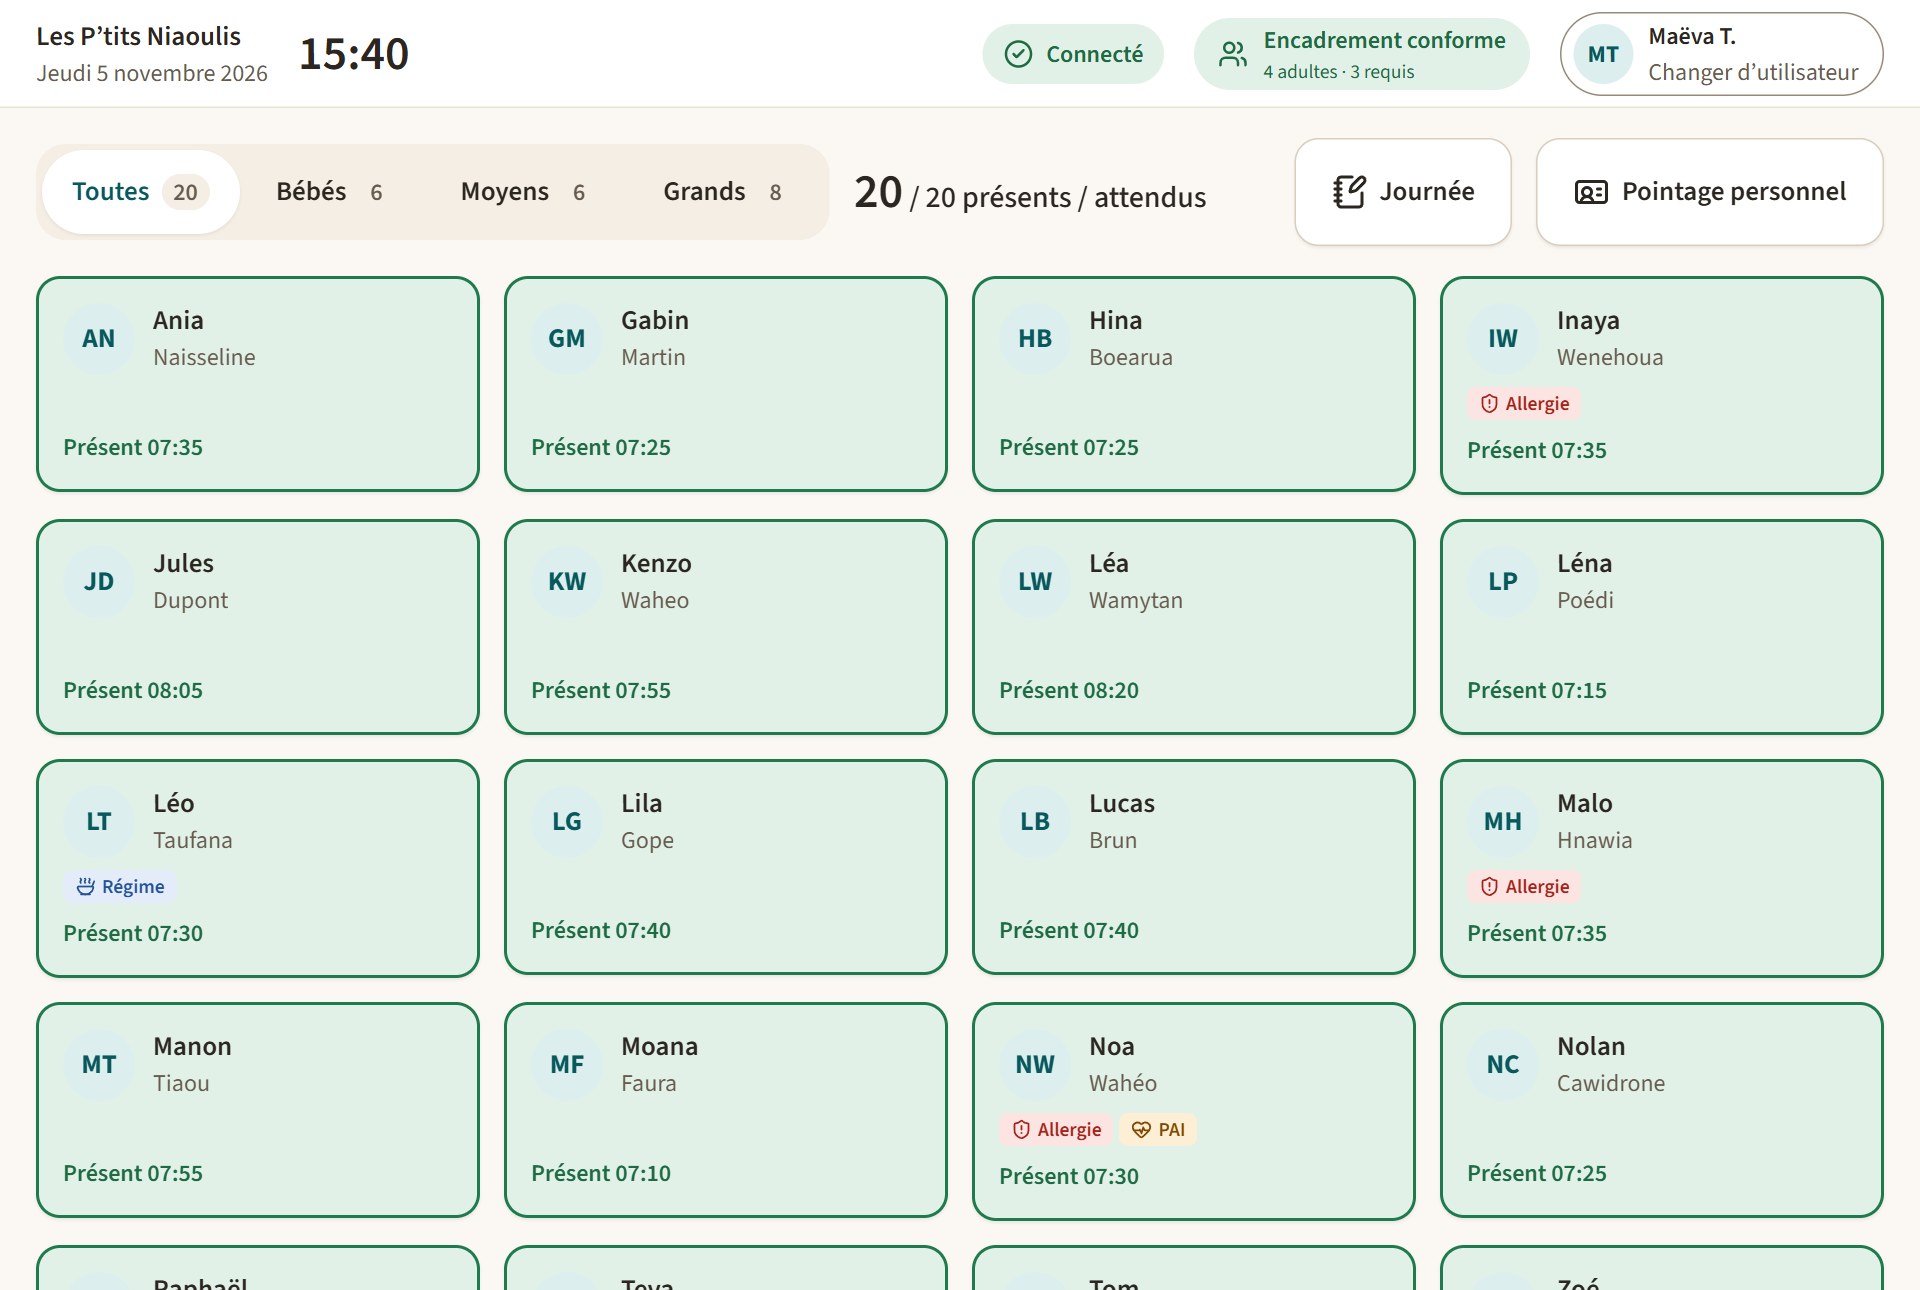 Les P’tits Niaoulis
Jeudi 5 novembre 2026
15:40
Connecté
Encadrement conforme
4 adultes · 3 requis
MT
Maëva T.
Changer d’utilisateur
Toutes 20
Bébés 6
Moyens 6
Grands 8
20 / 20 présents / attendus
Journée
Pointage personnel
AN
Ania
Naisseline
Présent 07:35
GM
Gabin
Martin
Présent 07:25
HB
Hina
Boearua
Présent 07:25
IW
Inaya
Wenehoua
Allergie
Présent 07:35
JD
Jules
Dupont
Présent 08:05
KW
Kenzo
Waheo
Présent 07:55
LW
Léa
Wamytan
Présent 08:20
LP
Léna
Poédi
Présent 07:15
LT
Léo
Taufana
Régime
Présent 07:30
LG
Lila
Gope
Présent 07:40
LB
Lucas
Brun
Présent 07:40
MH
Malo
Hnawia
Allergie
Présent 07:35
MT
Manon
Tiaou
Présent 07:55
MF
Moana
Faura
Présent 07:10
NW
Noa
Wahéo
Allergie
PAI
Présent 07:30
NC
Nolan
Cawidrone
Présent 07:25
Raphaël
Teva
Tom
Zoé